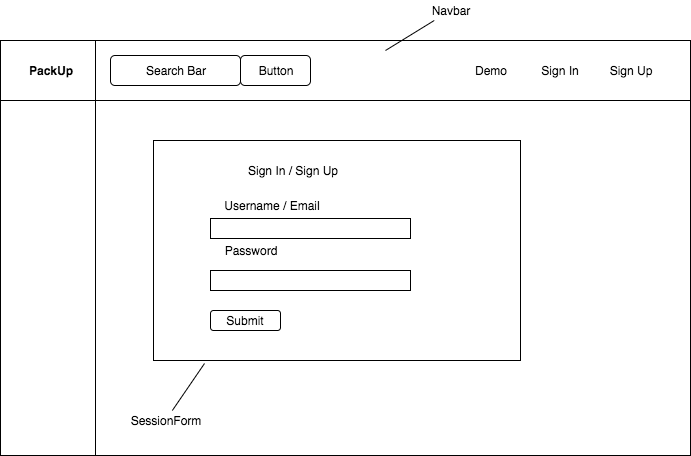 Navbar
PackUp
Search Bar
Button
Demo
Sign In
Sign Up
Sign In / Sign Up
Username / Email
Password
Submit
SessionForm